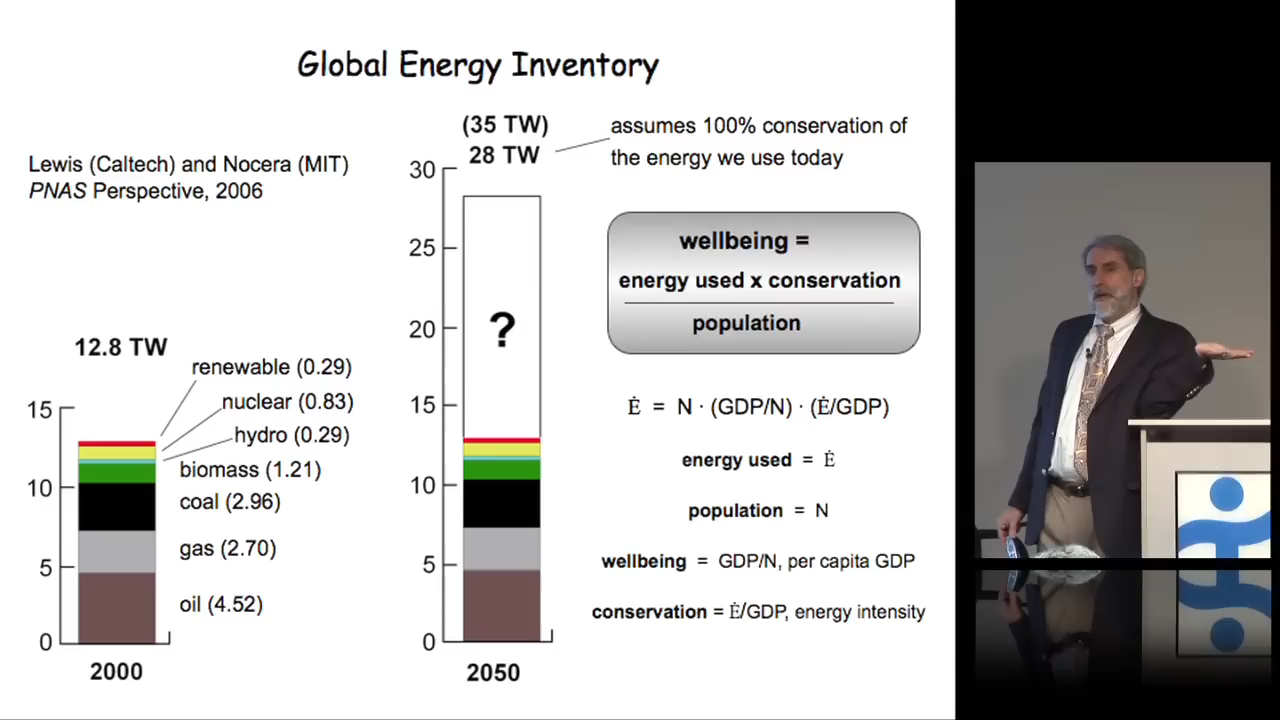 Global Energy Inventory
Lewis (Caltech) and Nocera (MIT)
PNAS Perspective, 2006
12.8 TW
renewable (0.29)
nuclear (0.83)
hydro (0.29)
biomass (1.21)
coal (2.96)
gas (2.70)
oil (4.52)
15
10
5
0
2000
(35 TW)
28 TW
assumes 100% conservation of
the energy we use today
30
25
20
15
10
5
0
?
2050
wellbeing =
energy used x conservation
population
Ė = N · (GDP/N) · (Ė/GDP)
energy used = Ė
population = N
wellbeing = GDP/N, per capita GDP
conservation = Ė/GDP, energy intensity